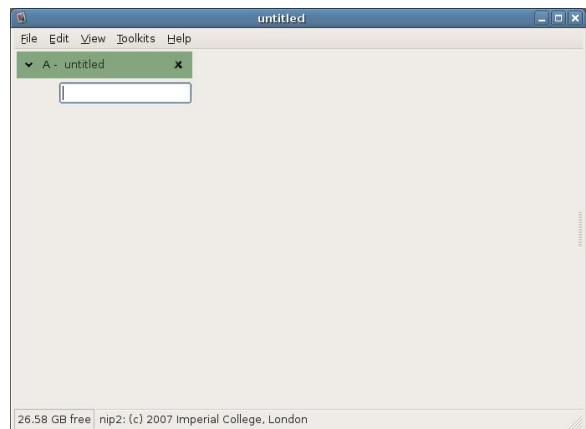 untitled
File Edit View Toolkits Help
A - untitled
26.58 GB free nip2: (c) 2007 Imperial College, London